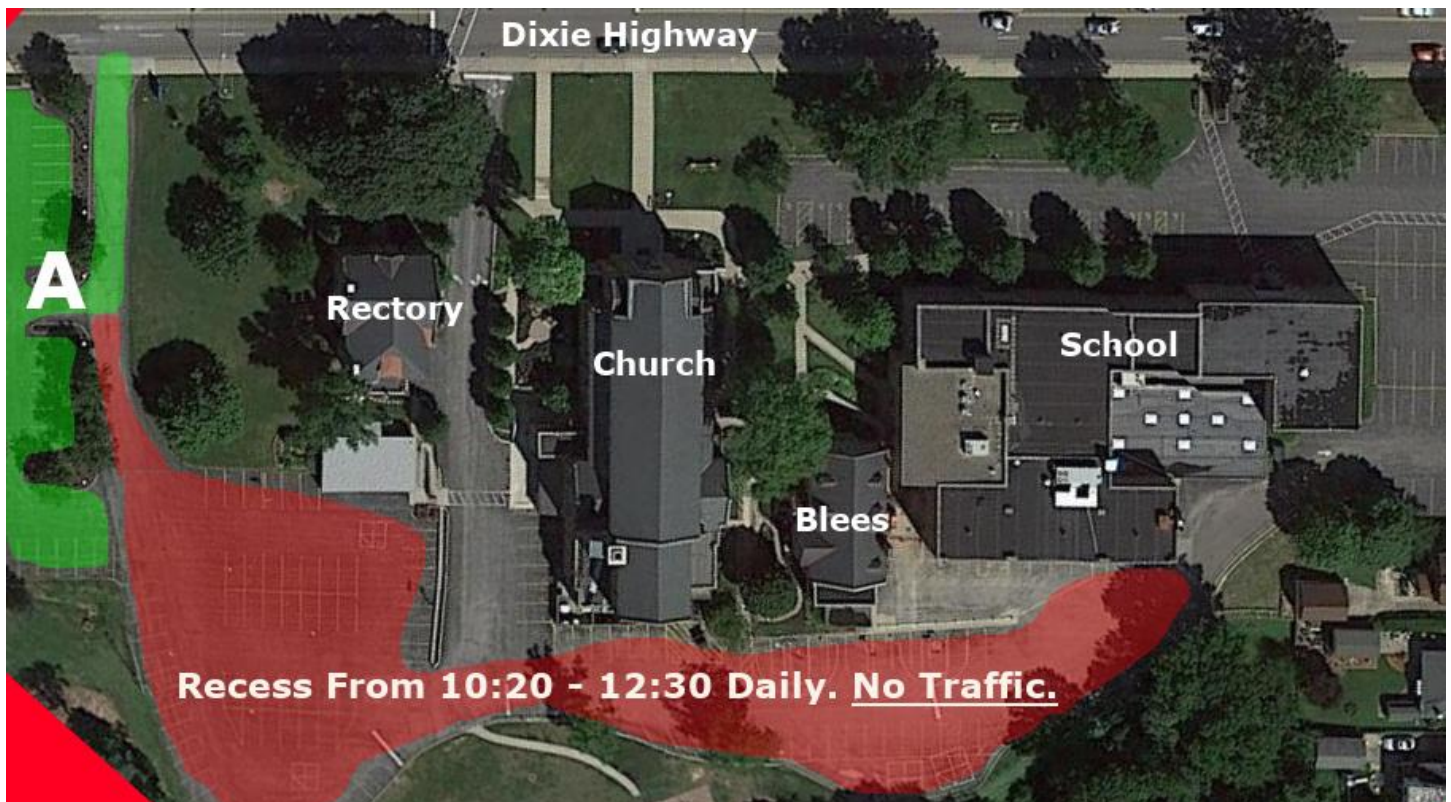 Dixie Highway
A
Rectory
Church
School
Blees
Recess From 10:20 - 12:30 Daily. No Traffic.